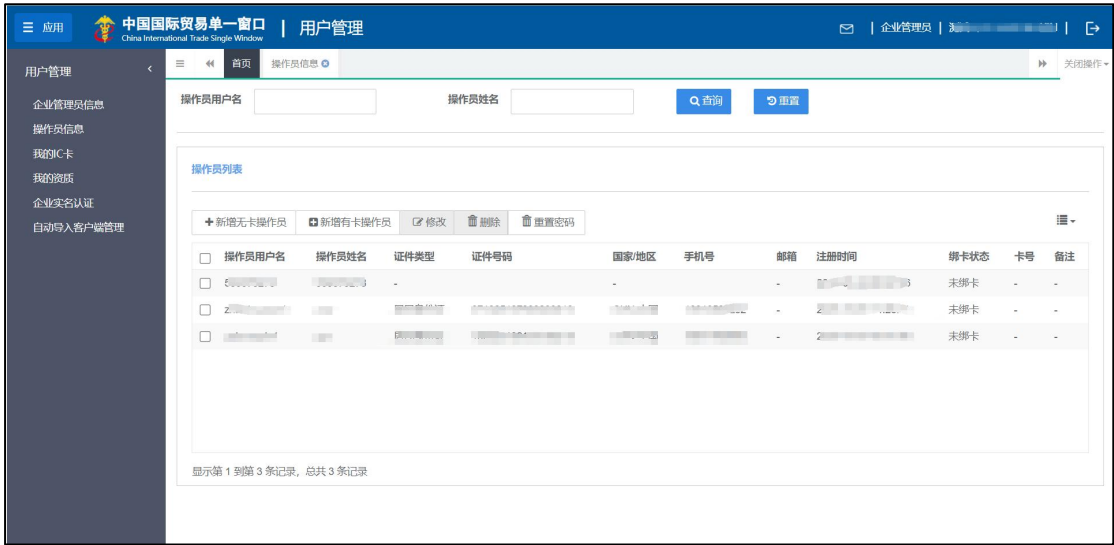 应用 中国国际贸易单一窗口 | 用户管理 | 企业管理员 | |
China International Trade Single Window
用户管理 首页 操作员信息 关闭操作
企业管理员信息
操作员信息
我的IC卡
我的资质
企业实名认证
自动导入客户端管理
操作员用户名 操作员姓名 查询 重置
操作员列表
新增无卡操作员 新增有卡操作员 修改 删除 重置密码
操作员用户名 操作员姓名 证件类型 证件号码 国家/地区 手机号 邮箱 注册时间 绑卡状态 卡号 备注
- - - 未绑卡 - -
- 未绑卡 - -
- 未绑卡 - -
显示第 1 到第 3 条记录，总共 3 条记录